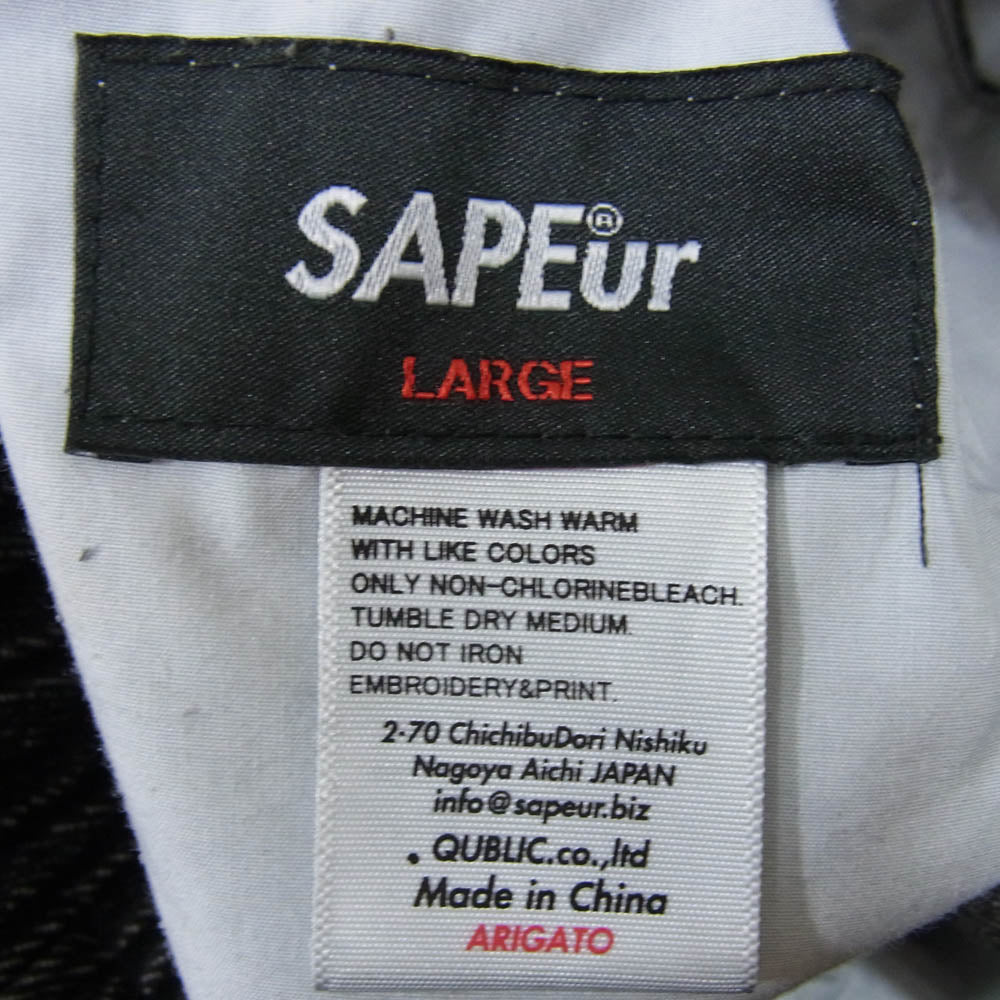 SAPEur®
LARGE
MACHINE WASH WARM
WITH LIKE COLORS
ONLY NON-CHLORINEBLEACH.
TUMBLE DRY MEDIUM.
DO NOT IRON
EMBROIDERY&PRINT.
2-70 ChichibuDori Nishiku
Nagoya Aichi JAPAN
info@sapeur.biz
. QUBLIC.co.,ltd
Made in China
ARIGATO